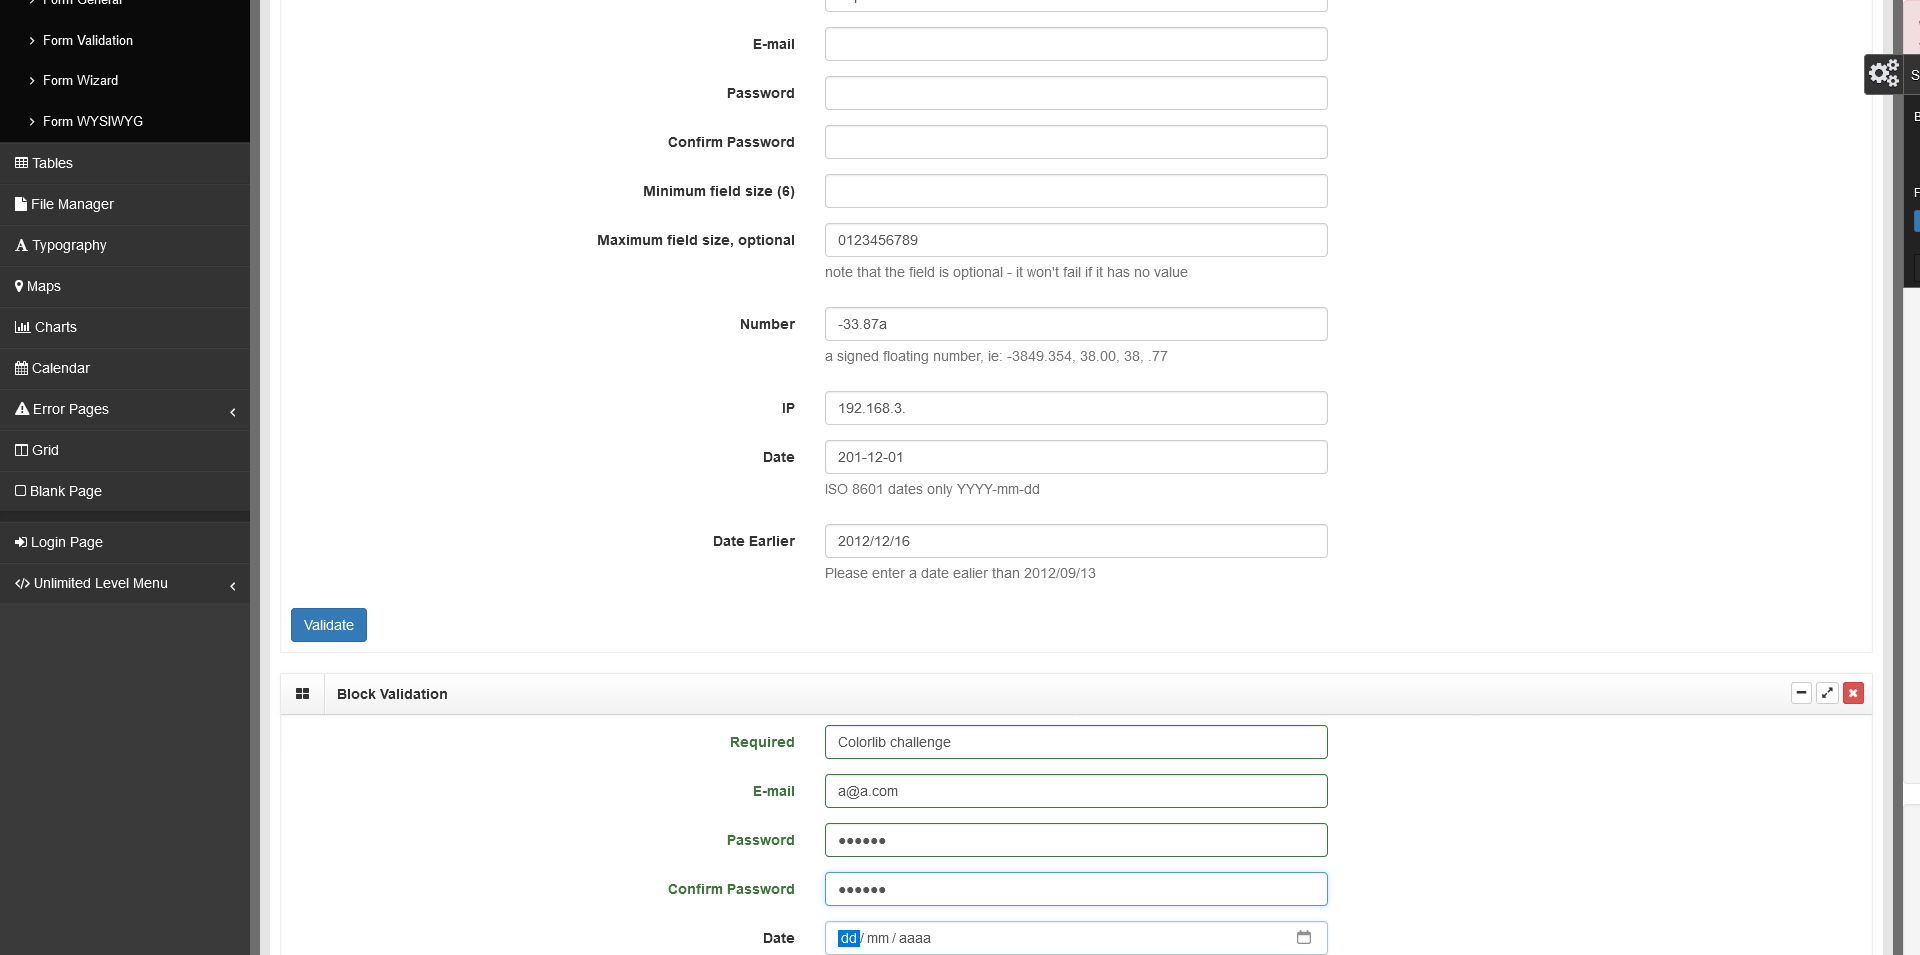 Form General
Form Validation
Form Wizard
Form WYSIWYG
Tables
File Manager
Typography
Maps
Charts
Calendar
Error Pages
Grid
Blank Page
Login Page
Unlimited Level Menu
E-mail
Password
Confirm Password
Minimum field size (6)
Maximum field size, optional 0123456789
note that the field is optional - it won't fail if it has no value
Number -33.87a
a signed floating number, ie: -3849.354, 38.00, 38, .77
IP 192.168.3.
Date 201-12-01
ISO 8601 dates only YYYY-mm-dd
Date Earlier 2012/12/16
Please enter a date ealier than 2012/09/13
Validate
Block Validation
Required Colorlib challenge
E-mail a@a.com
Password ●●●●●●
Confirm Password ●●●●●●
Date dd/mm/aaaa